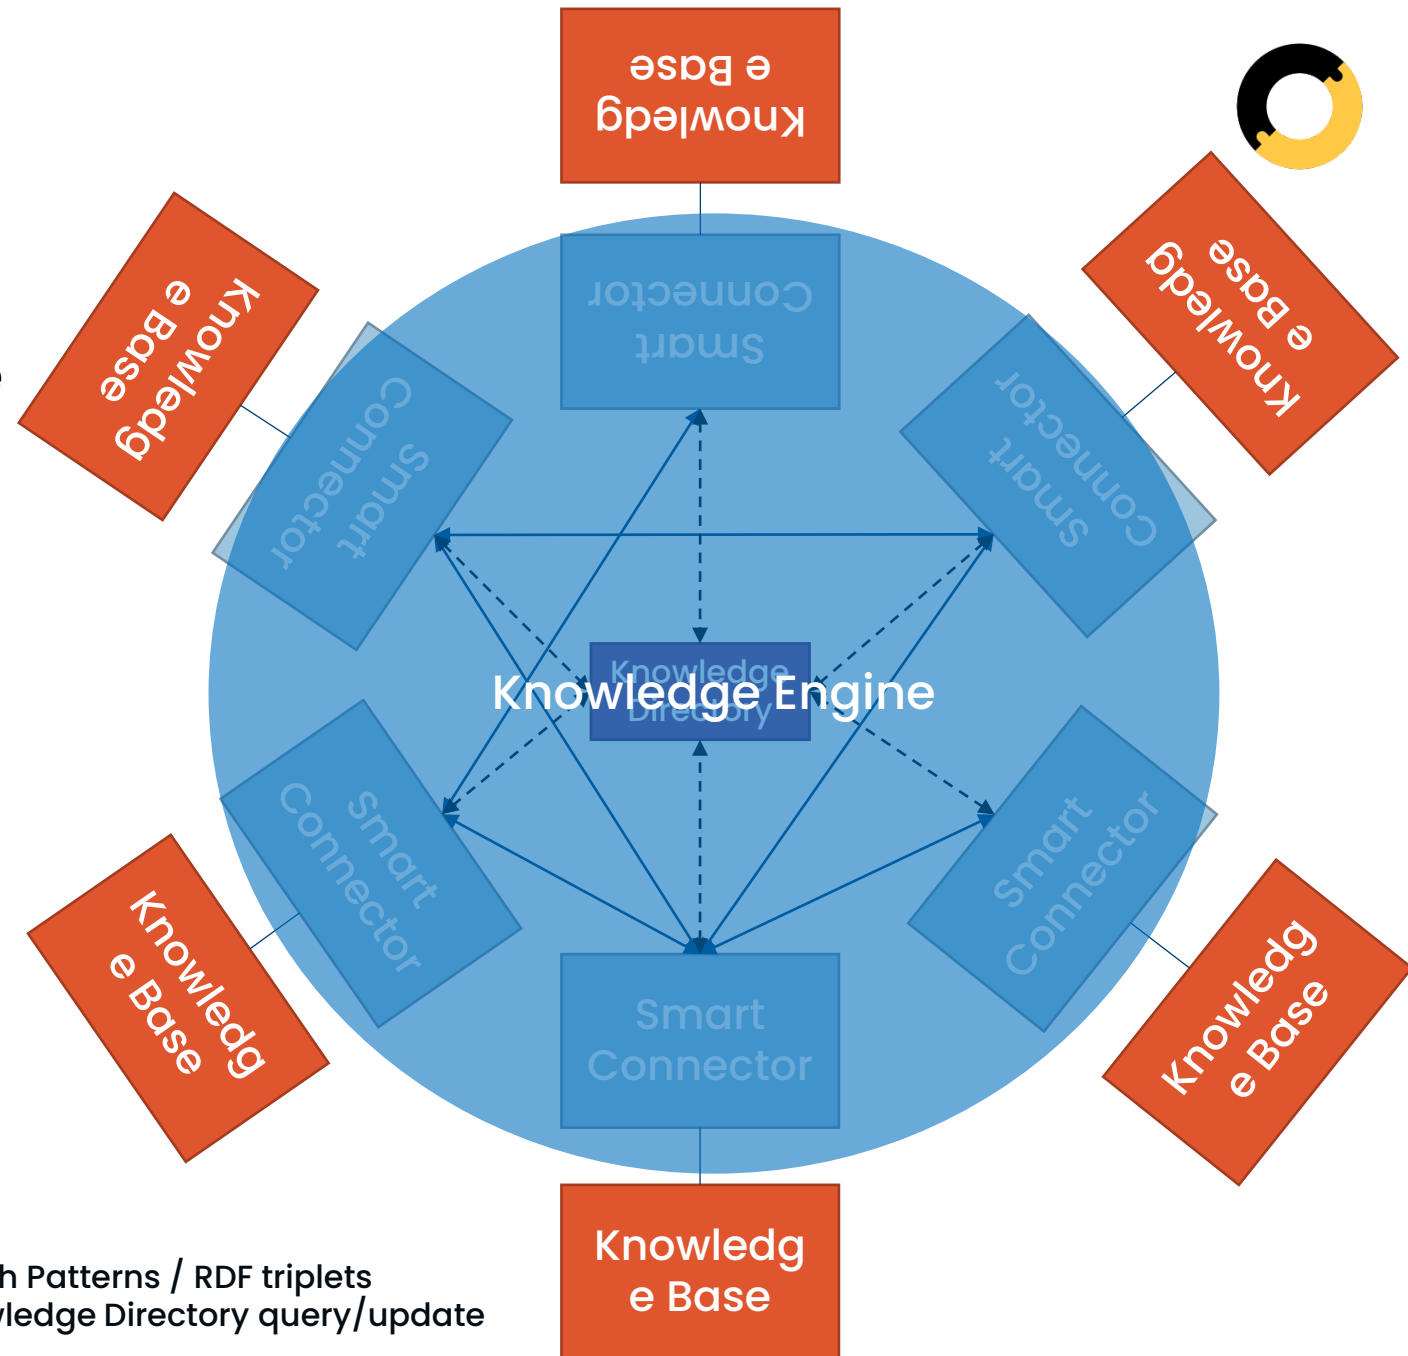 Knowledg
e Base
Knowledg
e Base
Knowledg
e Base
Smart
Connector
Smart
Connector
Smart
Connector
Knowledge
Directory
Knowledge Engine
Smart
Connector
Smart
Connector
Smart
Connector
Knowledg
e Base
Knowledg
e Base
Knowledg
e Base
h Patterns / RDF triplets
ledge Directory query/update